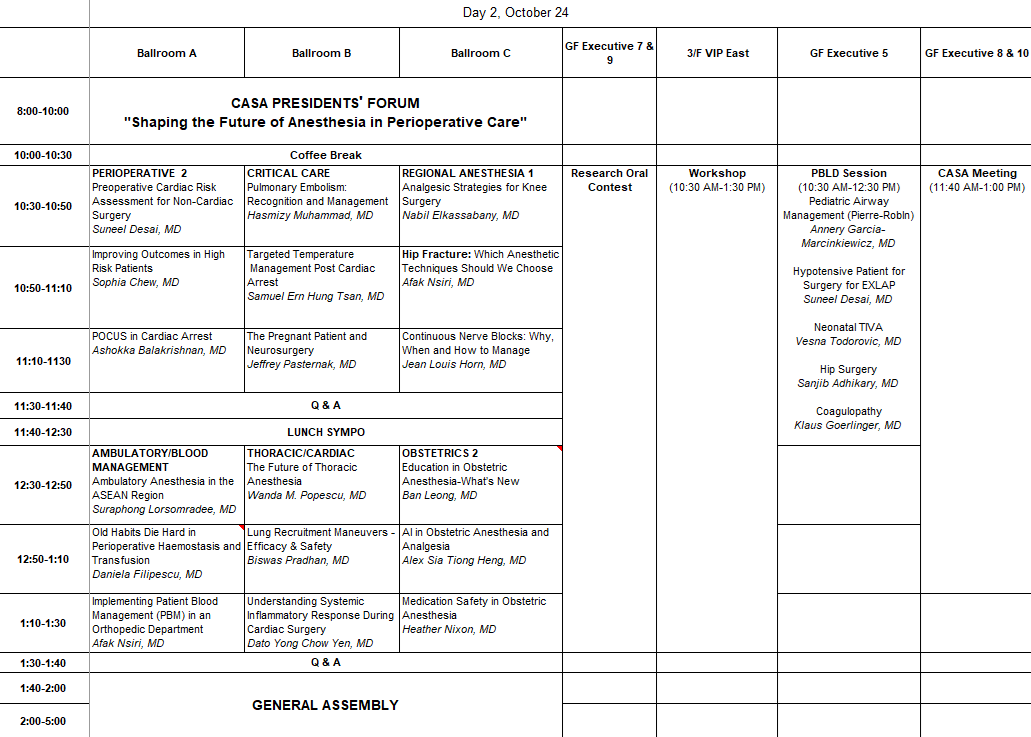 Day 2, October 24
Ballroom A
Ballroom B
Ballroom C
GF Executive 7 &
9
3/F VIP East
GF Executive 5
GF Executive 8 & 10
8:00-10:00
CASA PRESIDENTS' FORUM
"Shaping the Future of Anesthesia in Perioperative Care"
10:00-10:30
Coffee Break
10:30-10:50
PERIOPERATIVE 2
Preoperative Cardiac Risk
Assessment for Non-Cardiac
Surgery
Suneel Desai, MD
CRITICAL CARE
Pulmonary Embolism:
Recognition and Management
Hasmizy Muhammad, MD
REGIONAL ANESTHESIA 1
Analgesic Strategies for Knee
Surgery
Nabil Elkassabany, MD
Research Oral
Contest
Workshop
(10:30 AM-1:30 PM)
PBLD Session
(10:30 AM-12:30 PM)
Pediatric Airway
Management (Pierre-RobIn)
Annery Garcia-
Marcinkiewicz, MD
Hypotensive Patient for
Surgery for EXLAP
Suneel Desai, MD
Neonatal TIVA
Vesna Todorovic, MD
Hip Surgery
Sanjib Adhikary, MD
Coagulopathy
Klaus Goerlinger, MD
CASA Meeting
(11:40 AM-1:00 PM)
10:50-11:10
Improving Outcomes in High
Risk Patients
Sophia Chew, MD
Targeted Temperature
Management Post Cardiac
Arrest
Samuel Ern Hung Tsan, MD
Hip Fracture: Which Anesthetic
Techniques Should We Choose
Afak Nsiri, MD
11:10-1130
POCUS in Cardiac Arrest
Ashokka Balakrishnan, MD
The Pregnant Patient and
Neurosurgery
Jeffrey Pasternak, MD
Continuous Nerve Blocks: Why,
When and How to Manage
Jean Louis Horn, MD
11:30-11:40
Q & A
11:40-12:30
LUNCH SYMPO
12:30-12:50
AMBULATORY/BLOOD
MANAGEMENT
Ambulatory Anesthesia in the
ASEAN Region
Suraphong Lorsomradee, MD
THORACIC/CARDIAC
The Future of Thoracic
Anesthesia
Wanda M. Popescu, MD
OBSTETRICS 2
Education in Obstetric
Anesthesia-What's New
Ban Leong, MD
12:50-1:10
Old Habits Die Hard in
Perioperative Haemostasis and
Transfusion
Daniela Filipescu, MD
Lung Recruitment Maneuvers -
Efficacy & Safety
Biswas Pradhan, MD
AI in Obstetric Anesthesia and
Analgesia
Alex Sia Tiong Heng, MD
1:10-1:30
Implementing Patient Blood
Management (PBM) in an
Orthopedic Department
Afak Nsiri, MD
Understanding Systemic
Inflammatory Response During
Cardiac Surgery
Dato Yong Chow Yen, MD
Medication Safety in Obstetric
Anesthesia
Heather Nixon, MD
1:30-1:40
Q & A
1:40-2:00
GENERAL ASSEMBLY
2:00-5:00